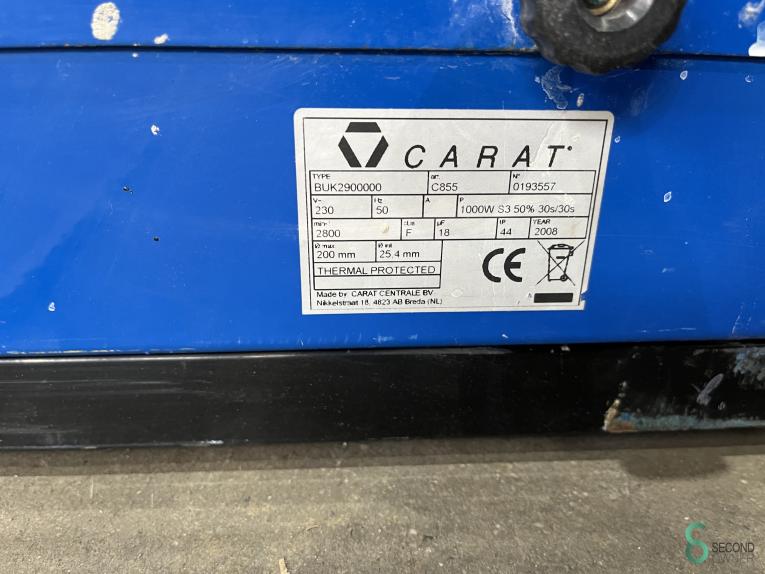 CARAT
TYPE art. N°
BUK2900000 C855 0193557
V~ Hz A P
230 50 1000W S3 50% 30s/30s
min-¹ cl.is µF IP YEAR
2800 F 18 44 2008
Ø max Ø int
200 mm 25,4 mm
THERMAL PROTECTED
CE
Made by CARAT CENTRALE BV
Nikkelstraat 18, 4823 AB Breda (NL)
SECOND
OWNERS